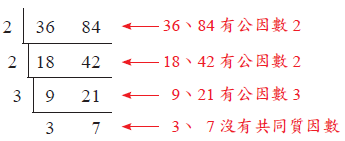 2 36 84 36、84 有公因數 2
2 18 42 18、42 有公因數 2
3 9 21 9、21 有公因數 3
3 7 3、 7 沒有共同質因數